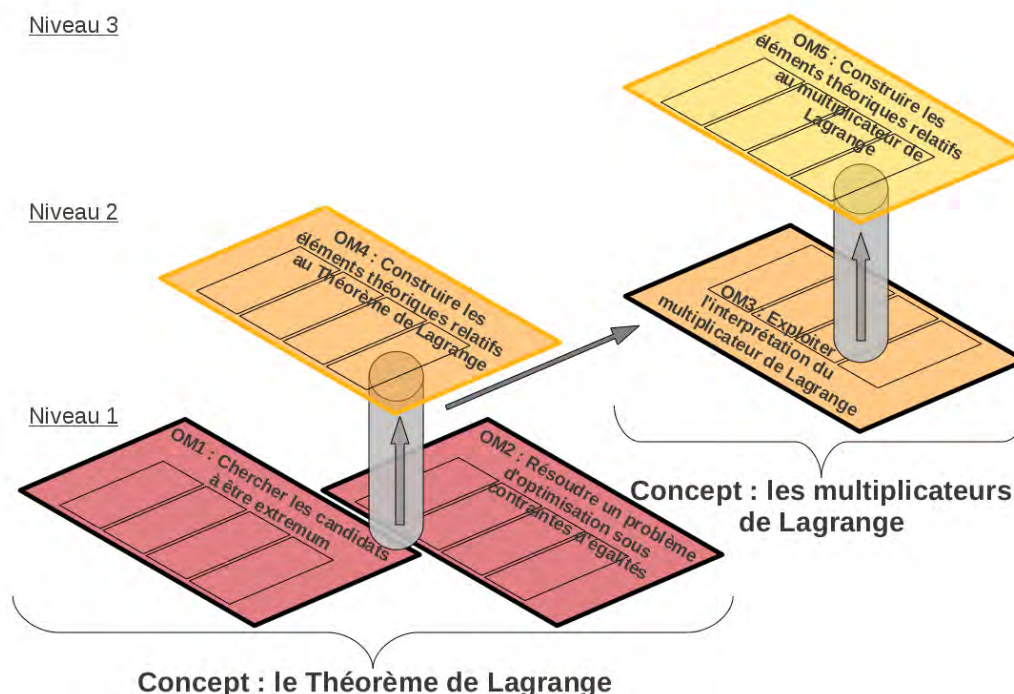 Niveau 3
OM5 : Construire les
éléments théoriques relatifs
au multiplicateur de
Lagrange
Niveau 2
OM4 : Construire les
éléments théoriques relatifs
au Théorème de Lagrange
OM3 : Exploiter
l'interprétation du
multiplicateur de Lagrange
Niveau 1
OM1 : Chercher les candidats
à être extremum
OM2 : Résoudre un problème
d'optimisation sous
contraintes d'égalités
Concept : les multiplicateurs
de Lagrange
Concept : le Théorème de Lagrange